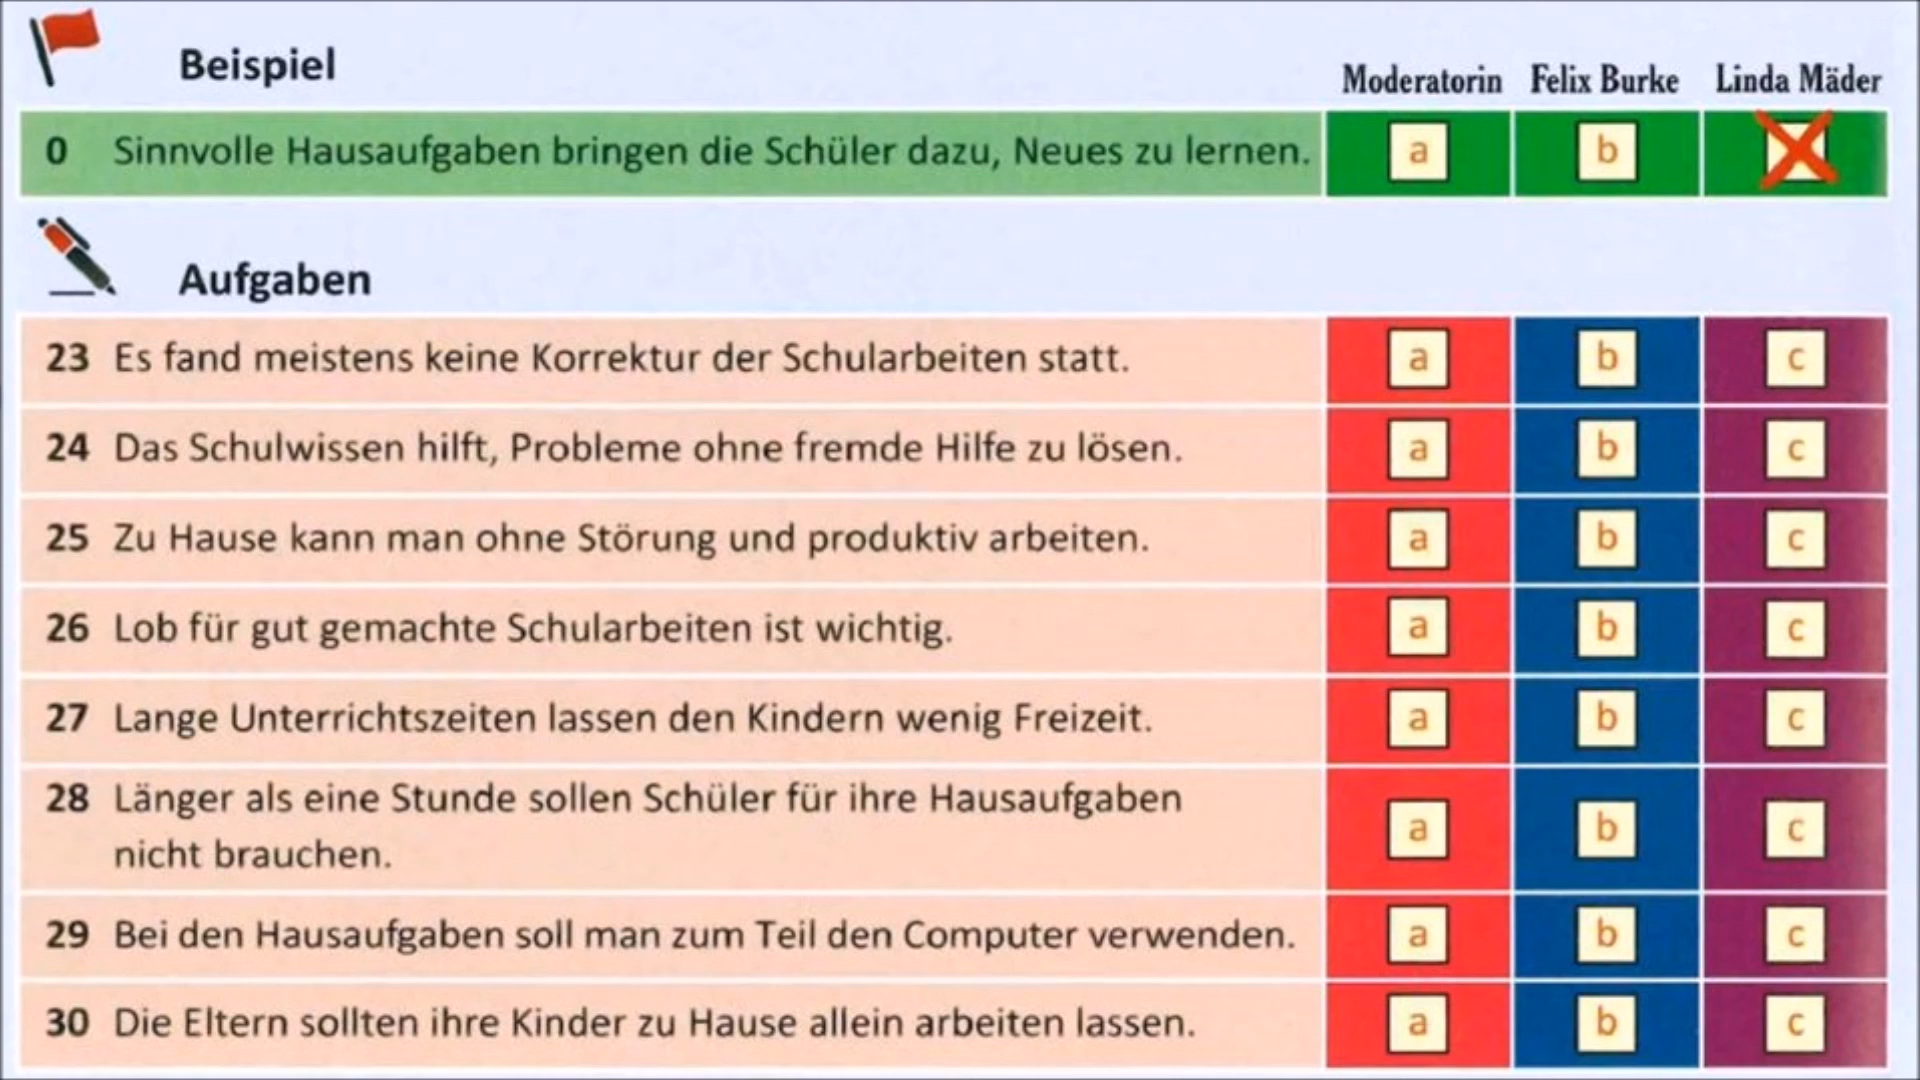 Beispiel
Moderatorin Felix Burke Linda Mäder
0 Sinnvolle Hausaufgaben bringen die Schüler dazu, Neues zu lernen. a b
Aufgaben
23 Es fand meistens keine Korrektur der Schularbeiten statt. a b c
24 Das Schulwissen hilft, Probleme ohne fremde Hilfe zu lösen. a b c
25 Zu Hause kann man ohne Störung und produktiv arbeiten. a b c
26 Lob für gut gemachte Schularbeiten ist wichtig. a b c
27 Lange Unterrichtszeiten lassen den Kindern wenig Freizeit. a b c
28 Länger als eine Stunde sollen Schüler für ihre Hausaufgaben
nicht brauchen. a b c
29 Bei den Hausaufgaben soll man zum Teil den Computer verwenden. a b c
30 Die Eltern sollten ihre Kinder zu Hause allein arbeiten lassen. a b c